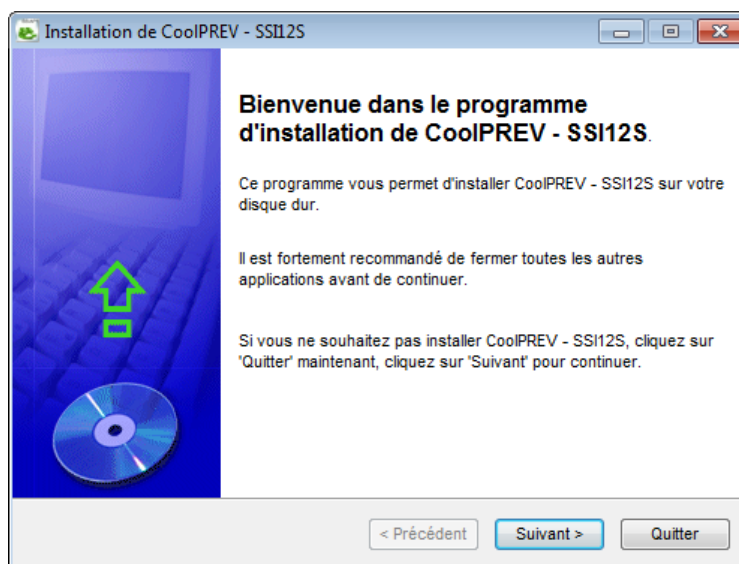 Installation de CoolPREV - SSI12S
Bienvenue dans le programme
d'installation de CoolPREV - SSI12S.
Ce programme vous permet d'installer CoolPREV - SSI12S sur votre
disque dur.
Il est fortement recommandé de fermer toutes les autres
applications avant de continuer.
Si vous ne souhaitez pas installer CoolPREV - SSI12S, cliquez sur
'Quitter' maintenant, cliquez sur 'Suivant' pour continuer.
< Précédent
Suivant >
Quitter